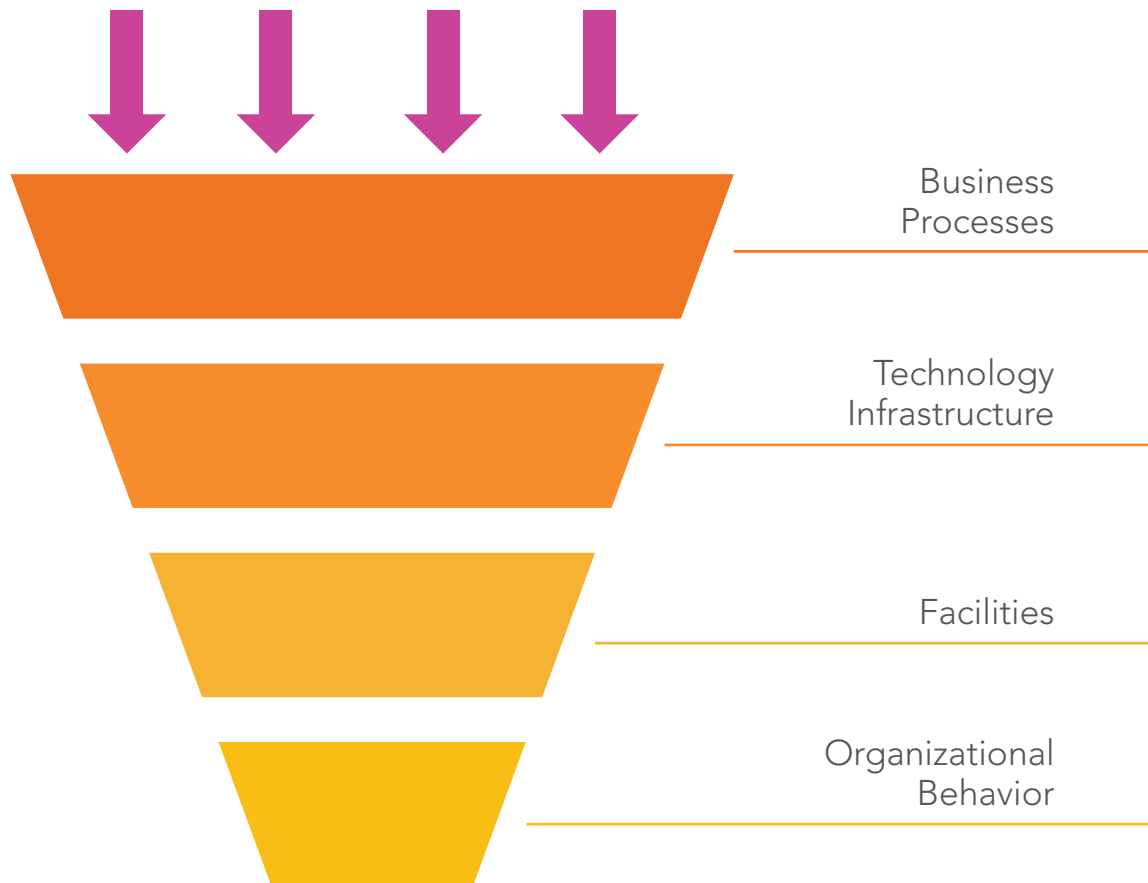 Business
Processes
Technology
Infrastructure
Facilities
Organizational
Behavior